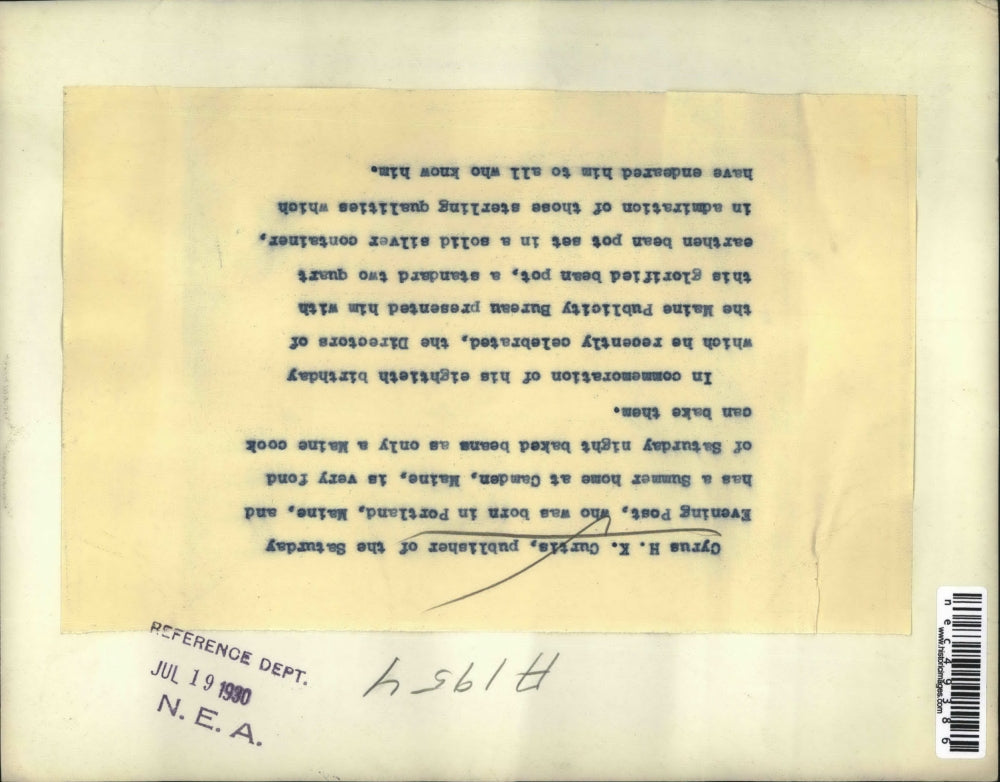 Cyrus H. K. Curtis, publisher of the Saturday
Evening Post, who was born in Portland, Maine, and
has a Summer home at Camden, Maine, is very fond
of Saturday night baked beans as only a Maine cook
can bake them.
In commemoration of his eightieth birthday
which he recently celebrated, the Directors of
the Maine Publicity Bureau presented him with
this glorified bean pot, a standard two quart
earthen bean pot set in a solid silver container,
in admiration of those sterling qualities which
have endeared him to all who know him.
REFERENCE DEPT.
JUL 19 1930
N. E. A.
A1954
nec49386
www.historicimages.com